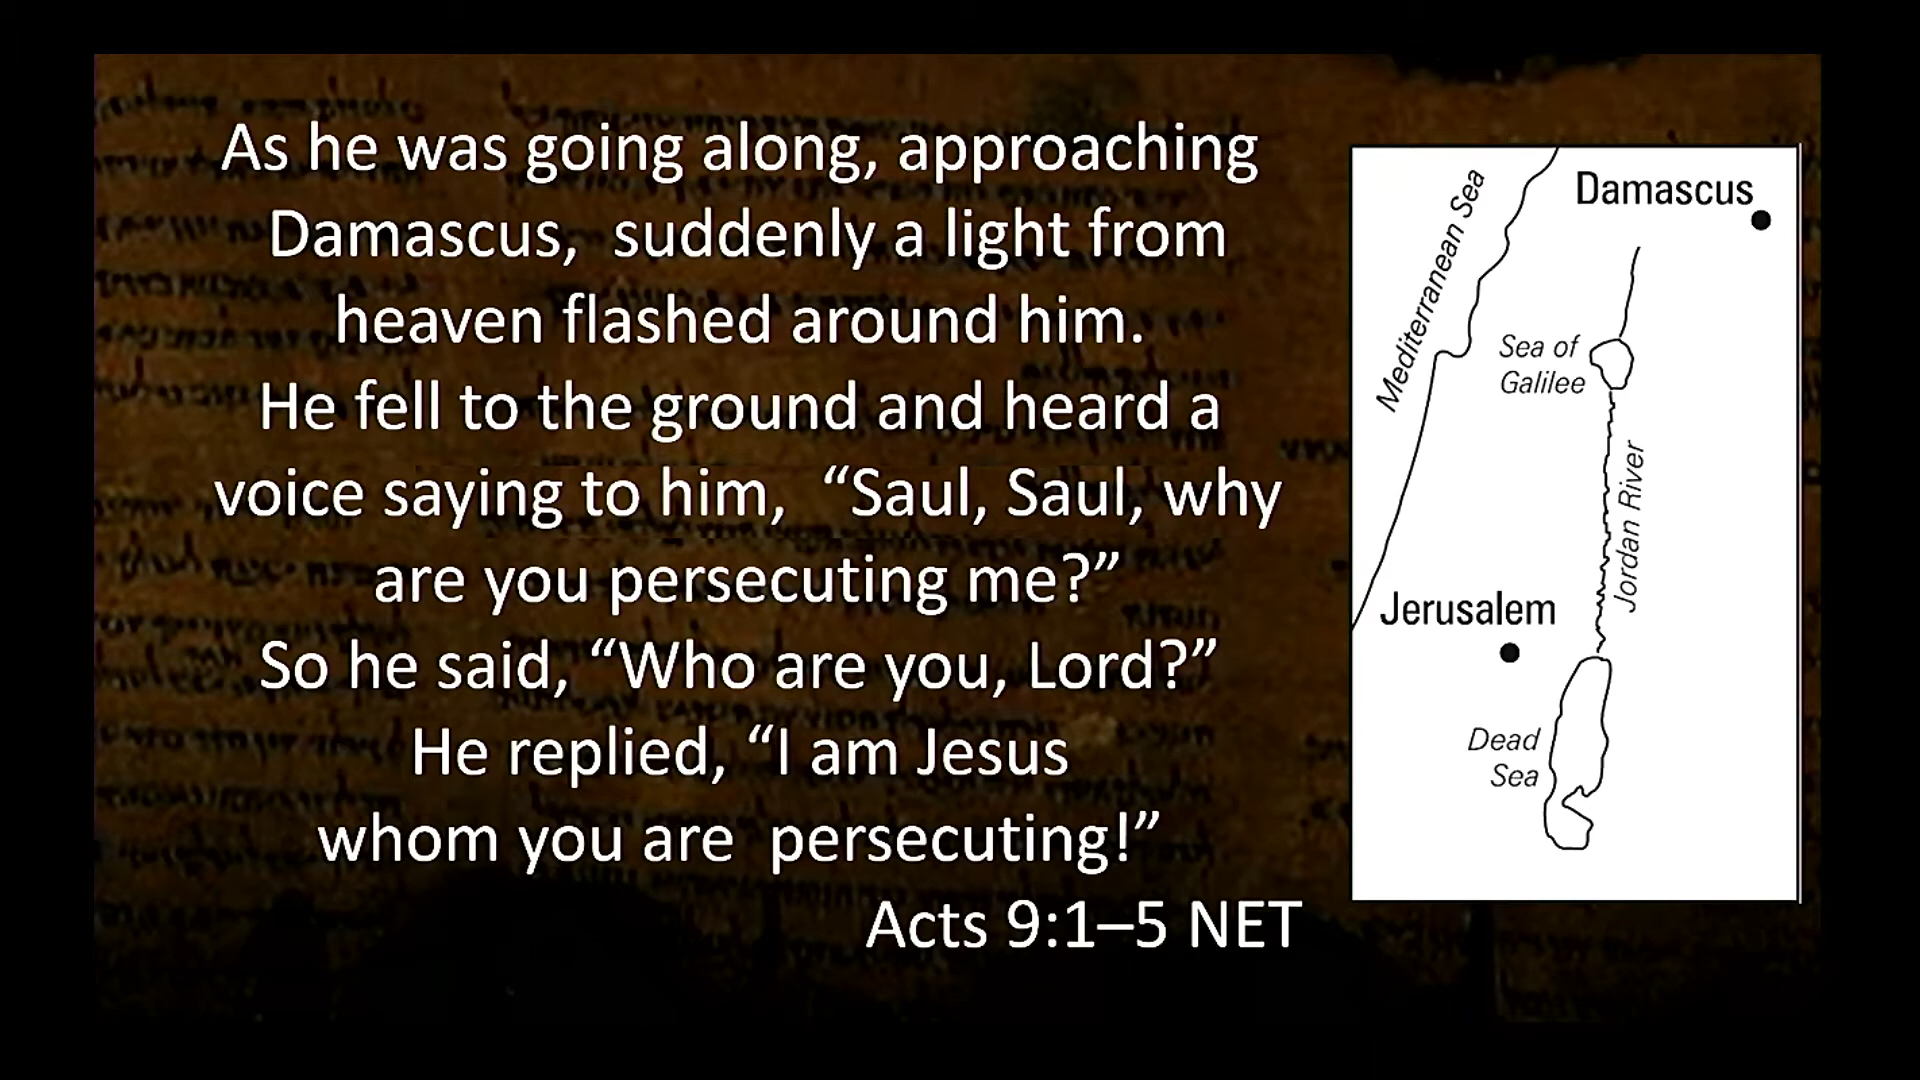 As he was going along, approaching
Damascus,  suddenly a light from
heaven flashed around him.
He fell to the ground and heard a
voice saying to him,  “Saul, Saul, why
are you persecuting me?”
So he said, “Who are you, Lord?”
He replied, “I am Jesus
whom you are  persecuting!”
Acts 9:1–5 NET
Mediterranean Sea
Damascus
Sea of
Galilee
Jordan River
Jerusalem
Dead
Sea